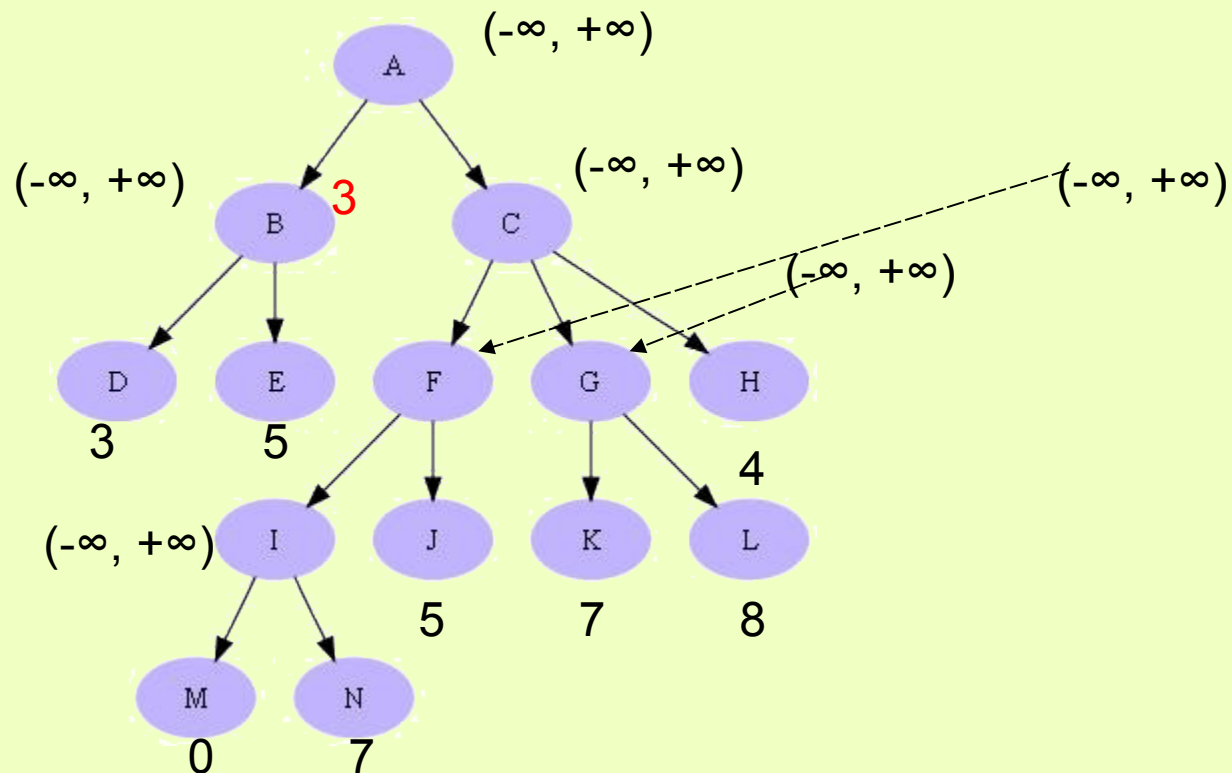 (-∞, +∞)
A
(-∞, +∞)
B
3
C
(-∞, +∞)
(-∞, +∞)
(-∞, +∞)
D
E
F
G
H
3
5
4
(-∞, +∞)
I
J
K
L
5
7
8
M
N
0
7